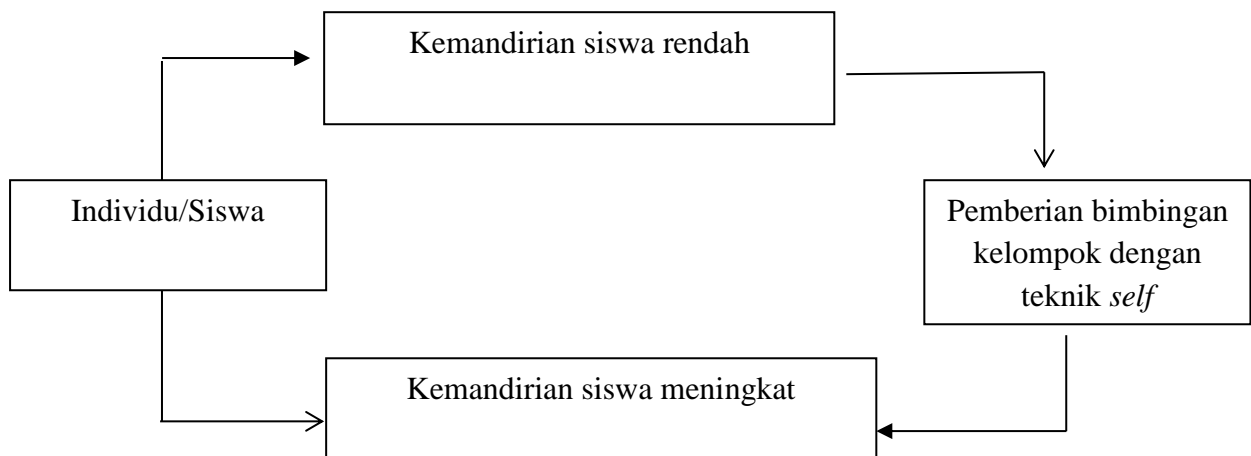 Kemandirian siswa rendah
Individu/Siswa
Pemberian bimbingan
kelompok dengan
teknik self
Kemandirian siswa meningkat